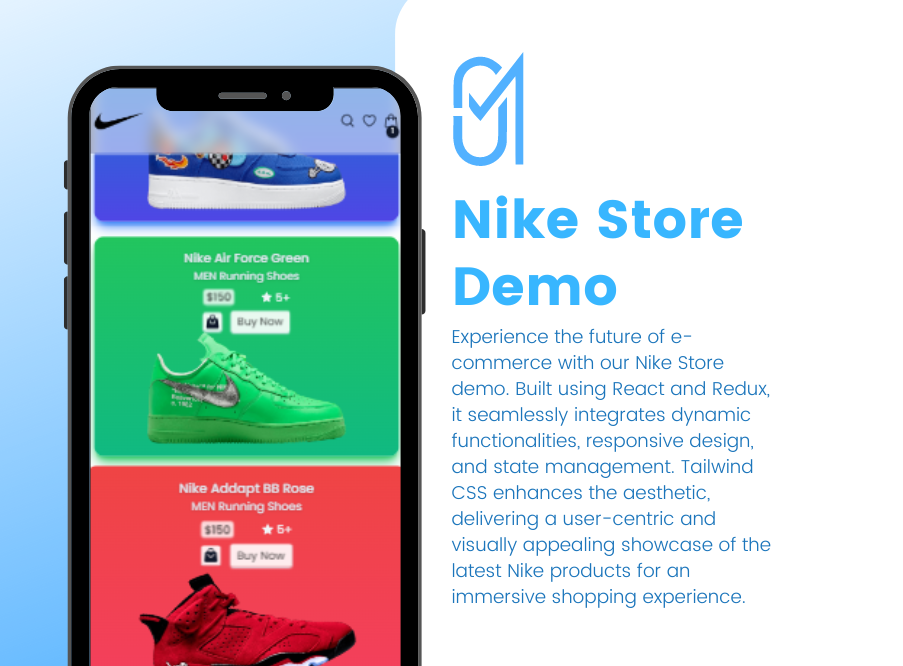 1
Nike Air Force Green
MEN Running Shoes
$150
5+
Buy Now
Nike Addapt BB Rose
MEN Running Shoes
$150
5+
Buy Now
Nike Store
Demo
Experience the future of e-
commerce with our Nike Store
demo. Built using React and Redux,
it seamlessly integrates dynamic
functionalities, responsive design,
and state management. Tailwind
CSS enhances the aesthetic,
delivering a user-centric and
visually appealing showcase of the
latest Nike products for an
immersive shopping experience.